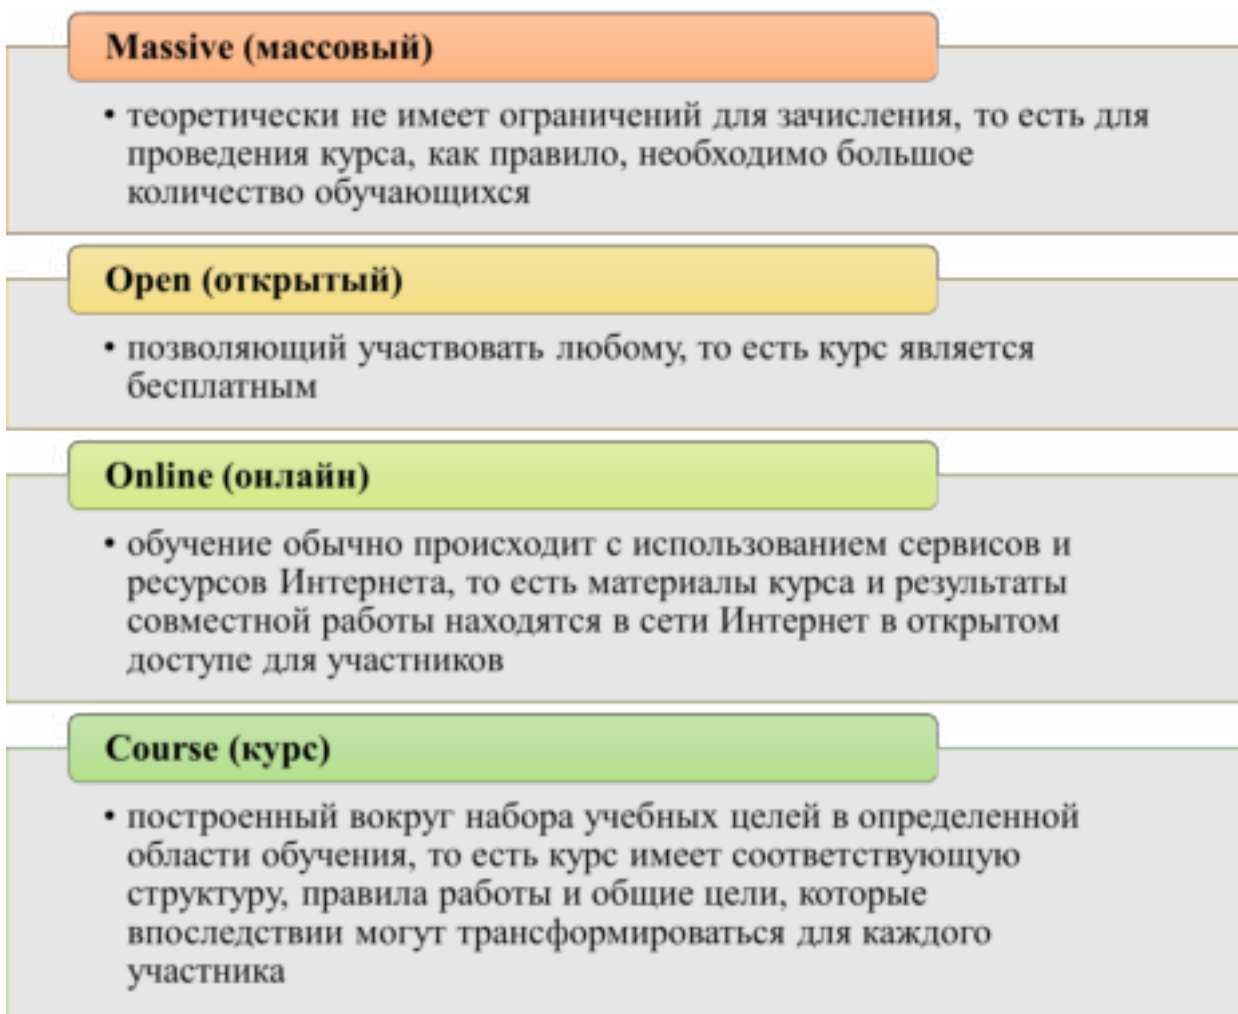 Massive (массовый)
• теоретически не имеет ограничений для зачисления, то есть для
проведения курса, как правило, необходимо большое
количество обучающихся
Open (открытый)
• позволяющий участвовать любому, то есть курс является
бесплатным
Online (онлайн)
• обучение обычно происходит с использованием сервисов и
ресурсов Интернета, то есть материалы курса и результаты
совместной работы находятся в сети Интернет в открытом
доступе для участников
Course (курс)
• построенный вокруг набора учебных целей в определенной
области обучения, то есть курс имеет соответствующую
структуру, правила работы и общие цели, которые
впоследствии могут трансформироваться для каждого
участника